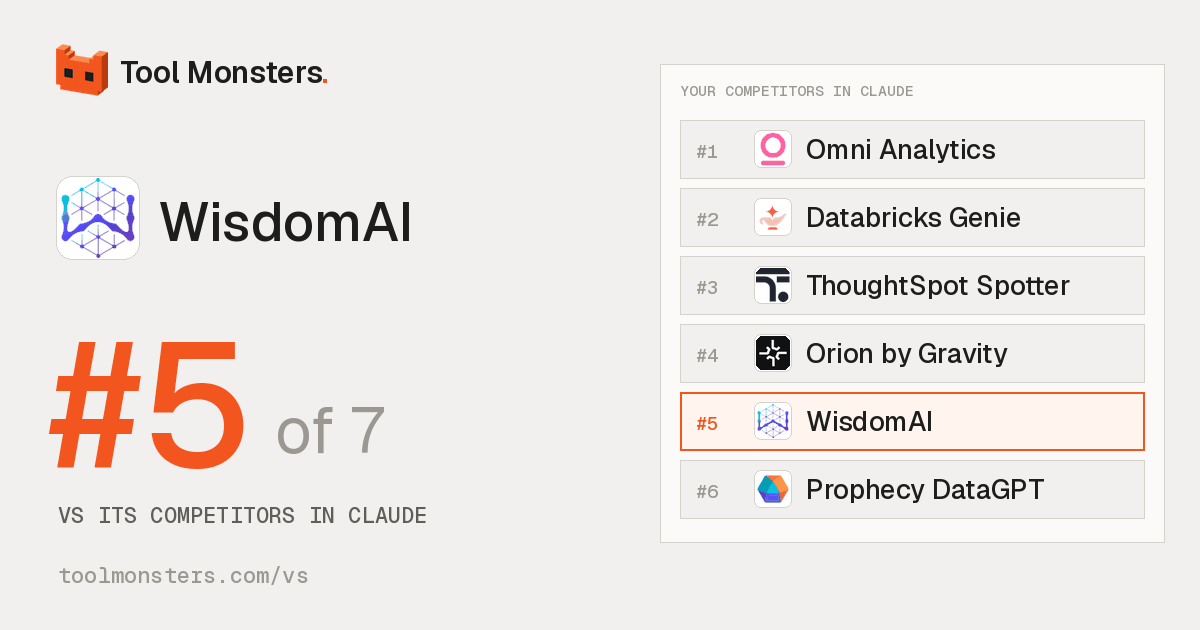 Tool Monsters.
WisdomAI
#5 of 7
VS ITS COMPETITORS IN CLAUDE
toolmonsters.com/vs
YOUR COMPETITORS IN CLAUDE
#1 Omni Analytics
#2 Databricks Genie
#3 ThoughtSpot Spotter
#4 Orion by Gravity
#5 WisdomAI
#6 Prophecy DataGPT